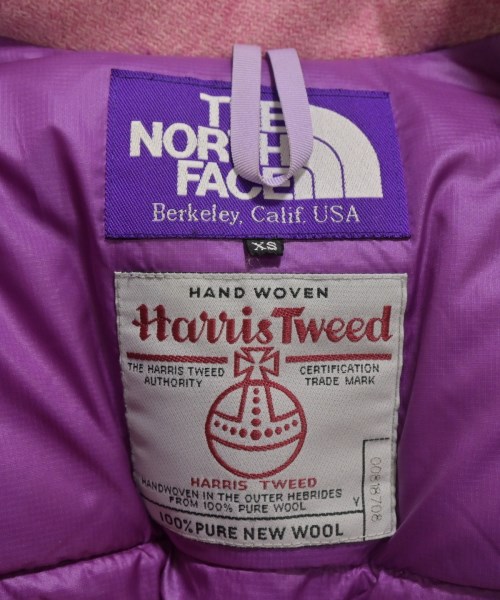 THE
NORTH
FACE
Berkeley, Calif. USA
XS
HAND WOVEN
Harris Tweed
THE HARRIS TWEED
AUTHORITY
CERTIFICATION
TRADE MARK
HARRIS TWEED
HANDWOVEN IN THE OUTER HEBRIDES
FROM 100% PURE WOOL
Y
00818708
100% PURE NEW WOOL